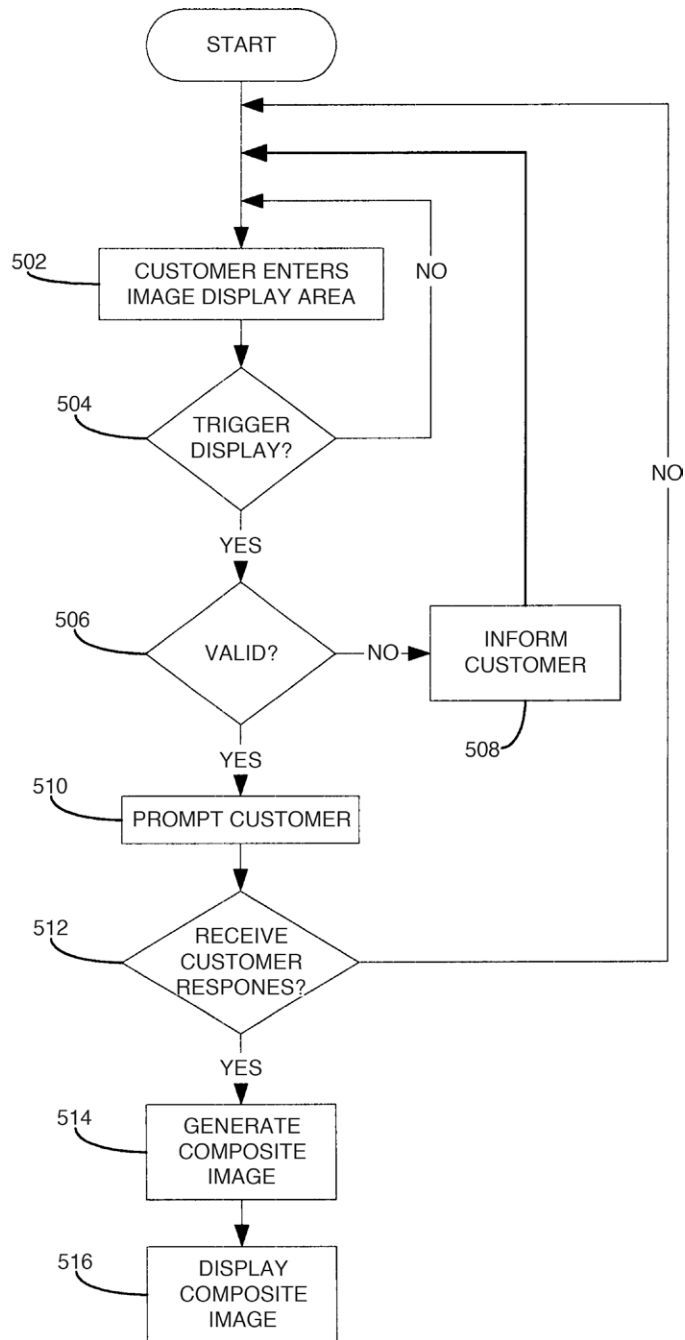 START
502
CUSTOMER ENTERS
IMAGE DISPLAY AREA
NO
504
TRIGGER
DISPLAY?
NO
YES
506
VALID?
NO
INFORM
CUSTOMER
508
YES
510
PROMPT CUSTOMER
512
RECEIVE
CUSTOMER
RESPONES?
YES
514
GENERATE
COMPOSITE
IMAGE
516
DISPLAY
COMPOSITE
IMAGE